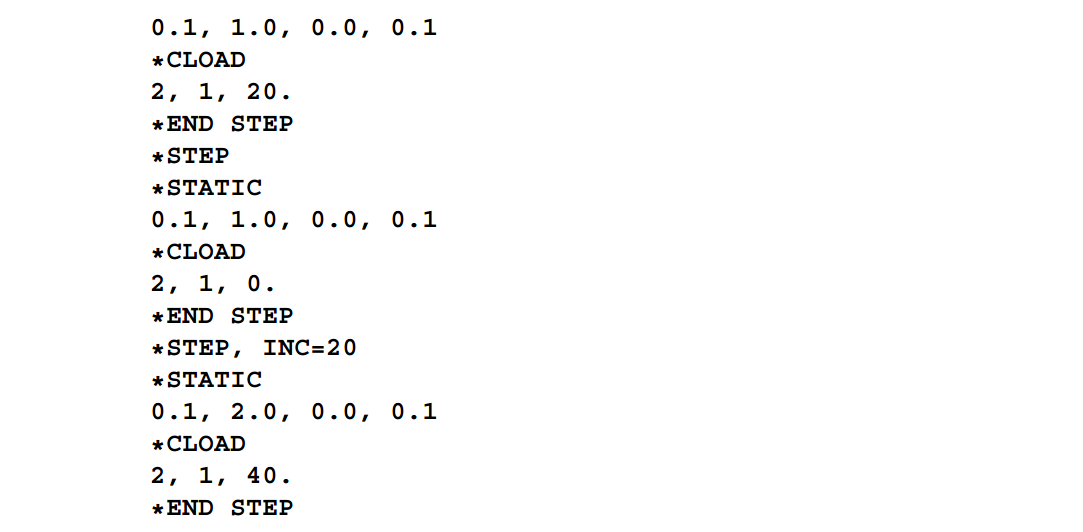 0.1, 1.0, 0.0, 0.1
*CLOAD
2, 1, 20.
*END STEP
*STEP
*STATIC
0.1, 1.0, 0.0, 0.1
*CLOAD
2, 1, 0.
*END STEP
*STEP, INC=20
*STATIC
0.1, 2.0, 0.0, 0.1
*CLOAD
2, 1, 40.
*END STEP